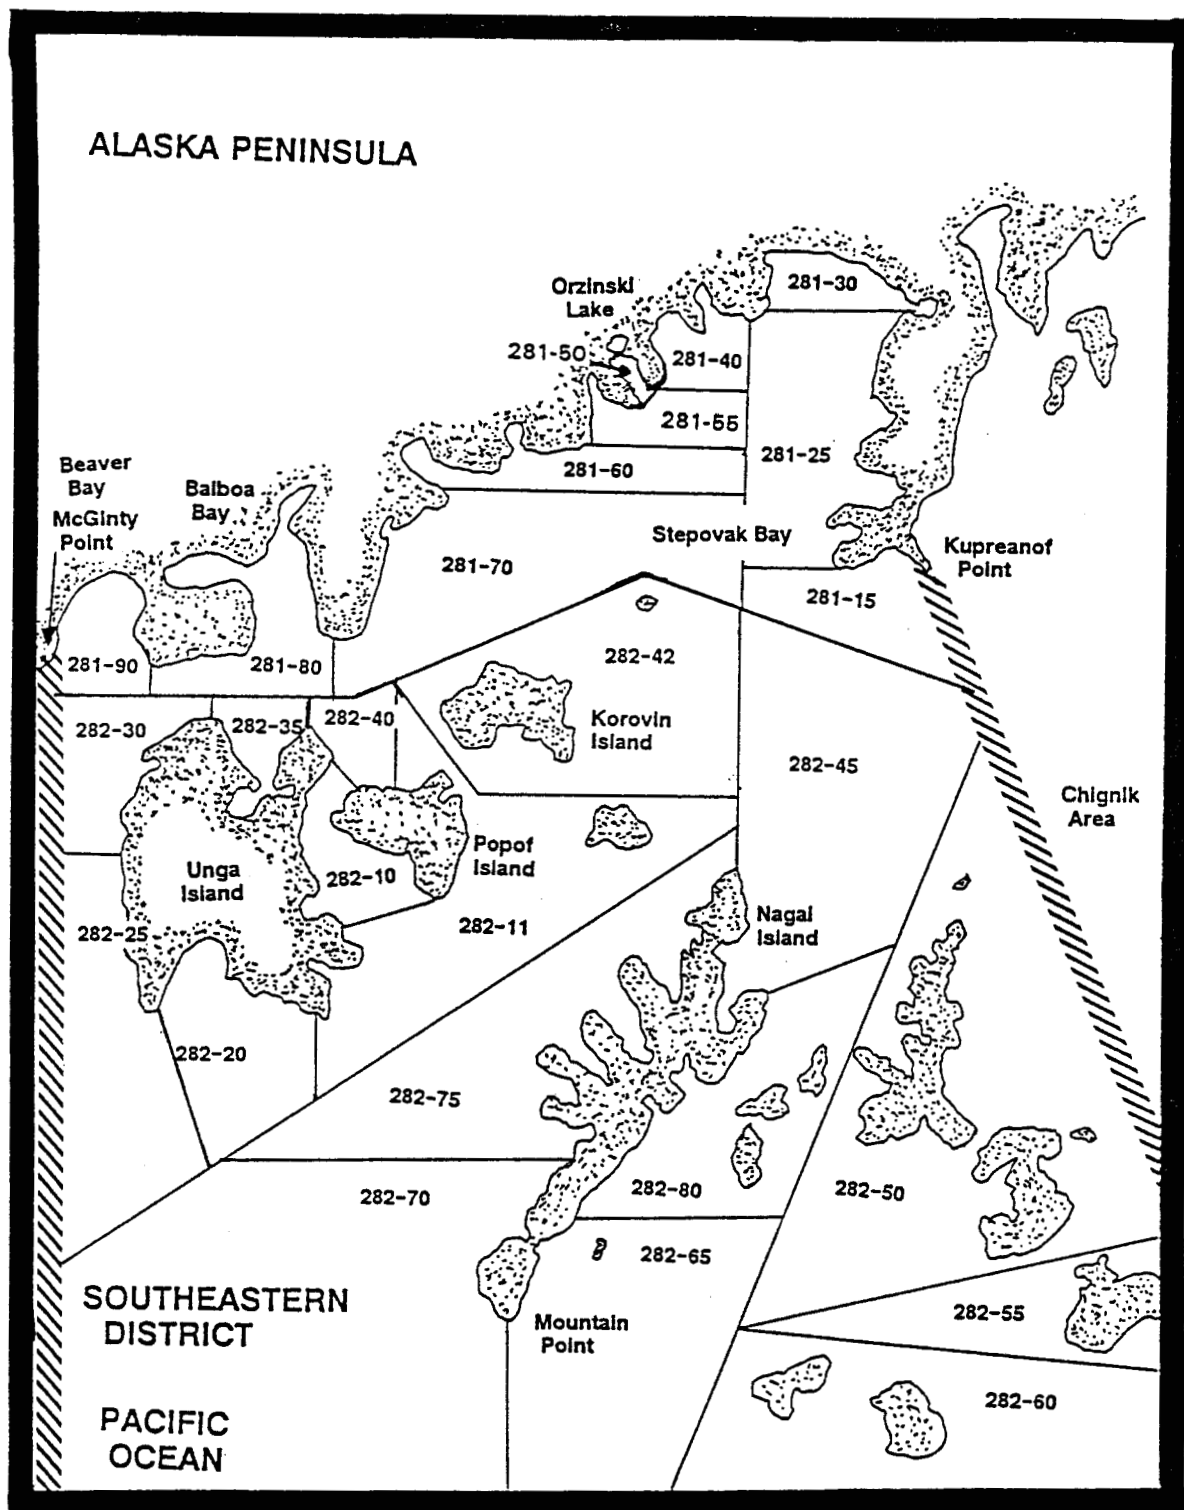 ALASKA PENINSULA
Orzinski
Lake
281-30
281-50
281-40
281-55
281-25
281-60
Beaver
Bay
Balboa
Bay
McGinty
Point
Stepovak Bay
Kupreanof
Point
281-70
281-15
281-90
281-80
282-42
282-30
282-35
282-40
Korovin
Island
282-45
Chignik
Area
Unga
Island
Popof
Island
282-10
282-25
282-11
Nagai
Island
282-20
282-75
282-70
282-80
282-50
282-65
SOUTHEASTERN
DISTRICT
Mountain
Point
282-55
282-60
PACIFIC
OCEAN